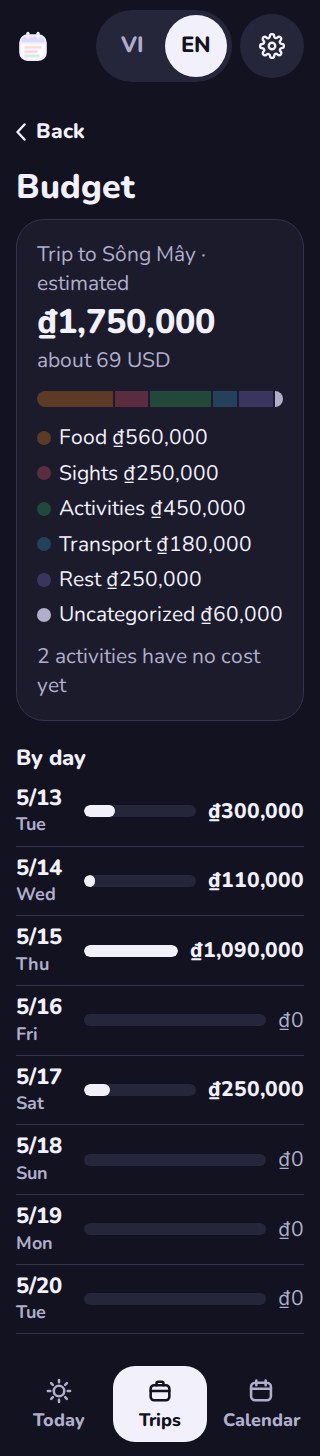 VI
EN
Back
Budget
Trip to Sông Mây ·
estimated
₫1,750,000
about 69 USD
Food ₫560,000
Sights ₫250,000
Activities ₫450,000
Transport ₫180,000
Rest ₫250,000
Uncategorized ₫60,000
2 activities have no cost
yet
By day
5/13
Tue
₫300,000
5/14
Wed
₫110,000
5/15
Thu
₫1,090,000
5/16
Fri
₫0
5/17
Sat
₫250,000
5/18
Sun
₫0
5/19
Mon
₫0
5/20
Tue
₫0
Today
Trips
Calendar